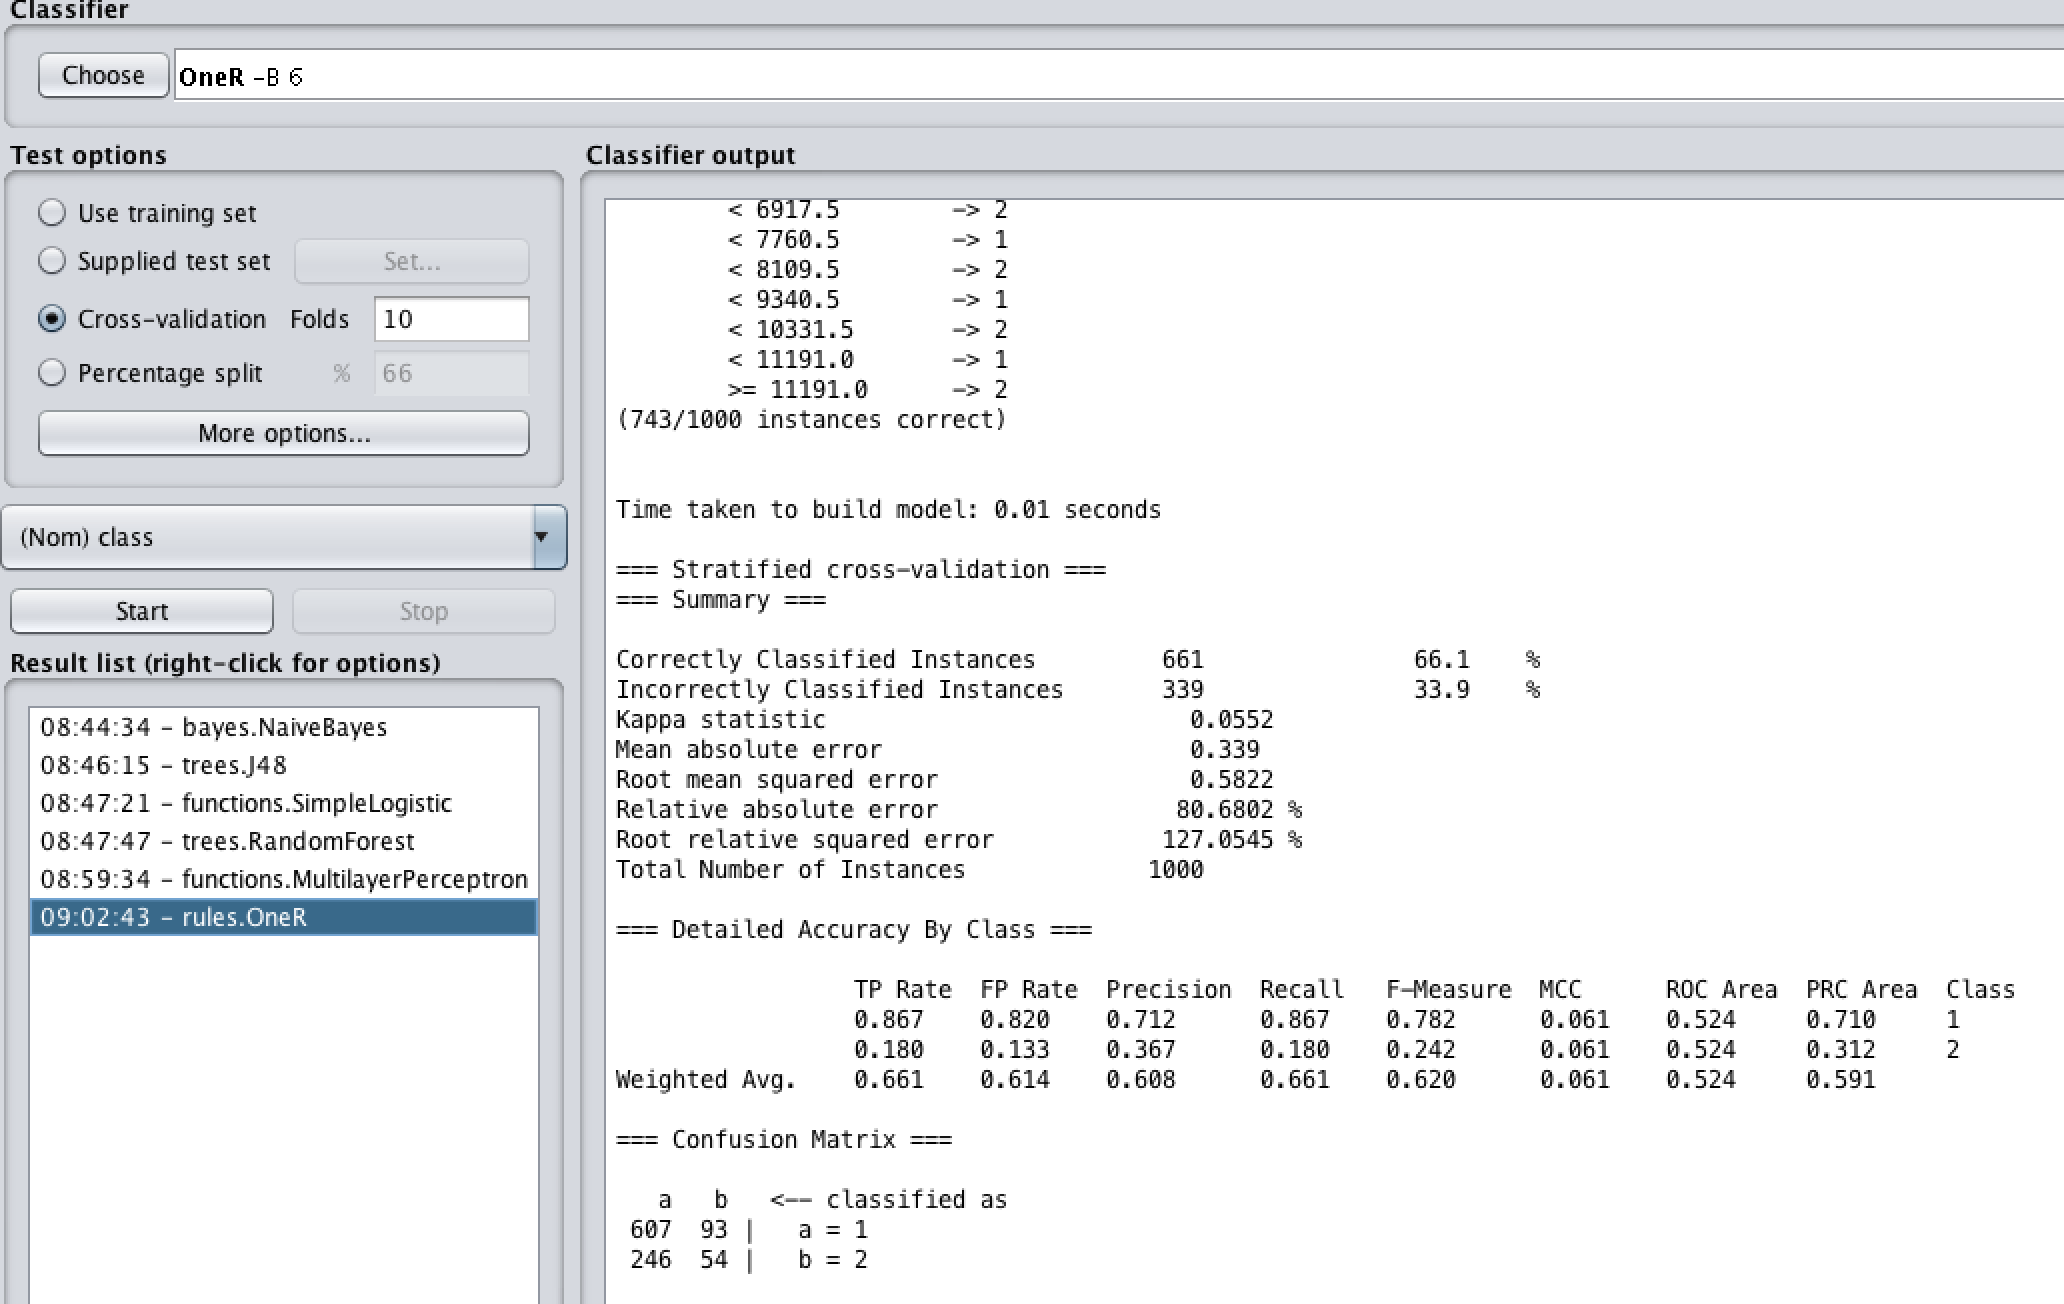 Classifier
Choose
OneR -B 6
Test options
Use training set
Supplied test set Set...
Cross-validation Folds 10
Percentage split % 66
More options...
(Nom) class
Start Stop
Result list (right-click for options)
08:44:34 - bayes.NaiveBayes
08:46:15 - trees.J48
08:47:21 - functions.SimpleLogistic
08:47:47 - trees.RandomForest
08:59:34 - functions.MultilayerPerceptron
09:02:43 - rules.OneR
Classifier output
< 6917.5 -> 2
< 7760.5 -> 1
< 8109.5 -> 2
< 9340.5 -> 1
< 10331.5 -> 2
< 11191.0 -> 1
>= 11191.0 -> 2
(743/1000 instances correct)
Time taken to build model: 0.01 seconds
=== Stratified cross-validation ===
=== Summary ===
Correctly Classified Instances 661 66.1 %
Incorrectly Classified Instances 339 33.9 %
Kappa statistic 0.0552
Mean absolute error 0.339
Root mean squared error 0.5822
Relative absolute error 80.6802 %
Root relative squared error 127.0545 %
Total Number of Instances 1000
=== Detailed Accuracy By Class ===
TP Rate FP Rate Precision Recall F-Measure MCC ROC Area PRC Area Class
0.867 0.820 0.712 0.867 0.782 0.061 0.524 0.710 1
0.180 0.133 0.367 0.180 0.242 0.061 0.524 0.312 2
Weighted Avg. 0.661 0.614 0.608 0.661 0.620 0.061 0.524 0.591
=== Confusion Matrix ===
a b <-- classified as
607 93 | a = 1
246 54 | b = 2